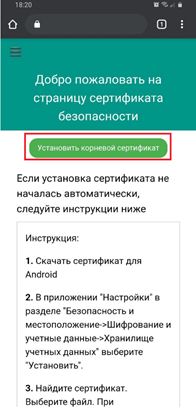 18:20
1
Добро пожаловать на
страницу сертификата
безопасности
Установить корневой сертификат
Если установка сертификата не
началась автоматически,
следуйте инструкции ниже
Инструкция:
1. Скачать сертификат для
Android
2. В приложении "Настройки" в
разделе "Безопасность и
местоположение->Шифрование и
учетные данные->Хранилище
учетных данных" выберите
"Установить".
3. Найдите сертификат.
Выберите файл. При